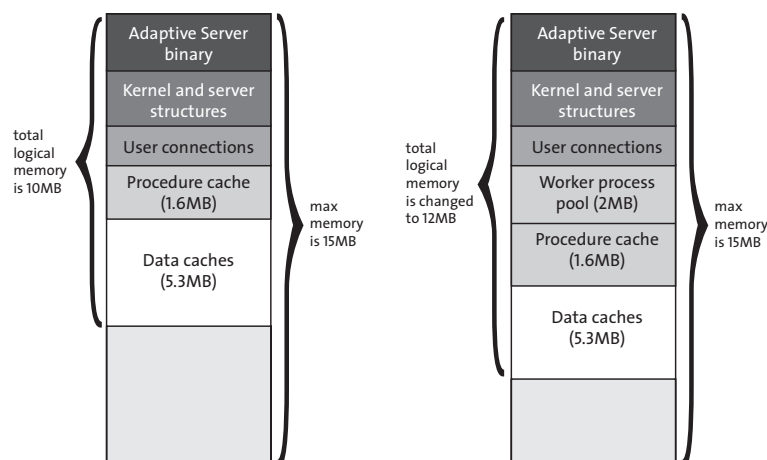 Adaptive Server
binary
Kernel and server
structures
User connections
Procedure cache
(1.6MB)
Data caches
(5.3MB)
total
logical
memory
is 10MB
max
memory
is 15MB
Adaptive Server
binary
Kernel and server
structures
User connections
Worker process
pool (2MB)
Procedure cache
(1.6MB)
Data caches
(5.3MB)
total
logical
memory
is changed
to 12MB
max
memory
is 15MB